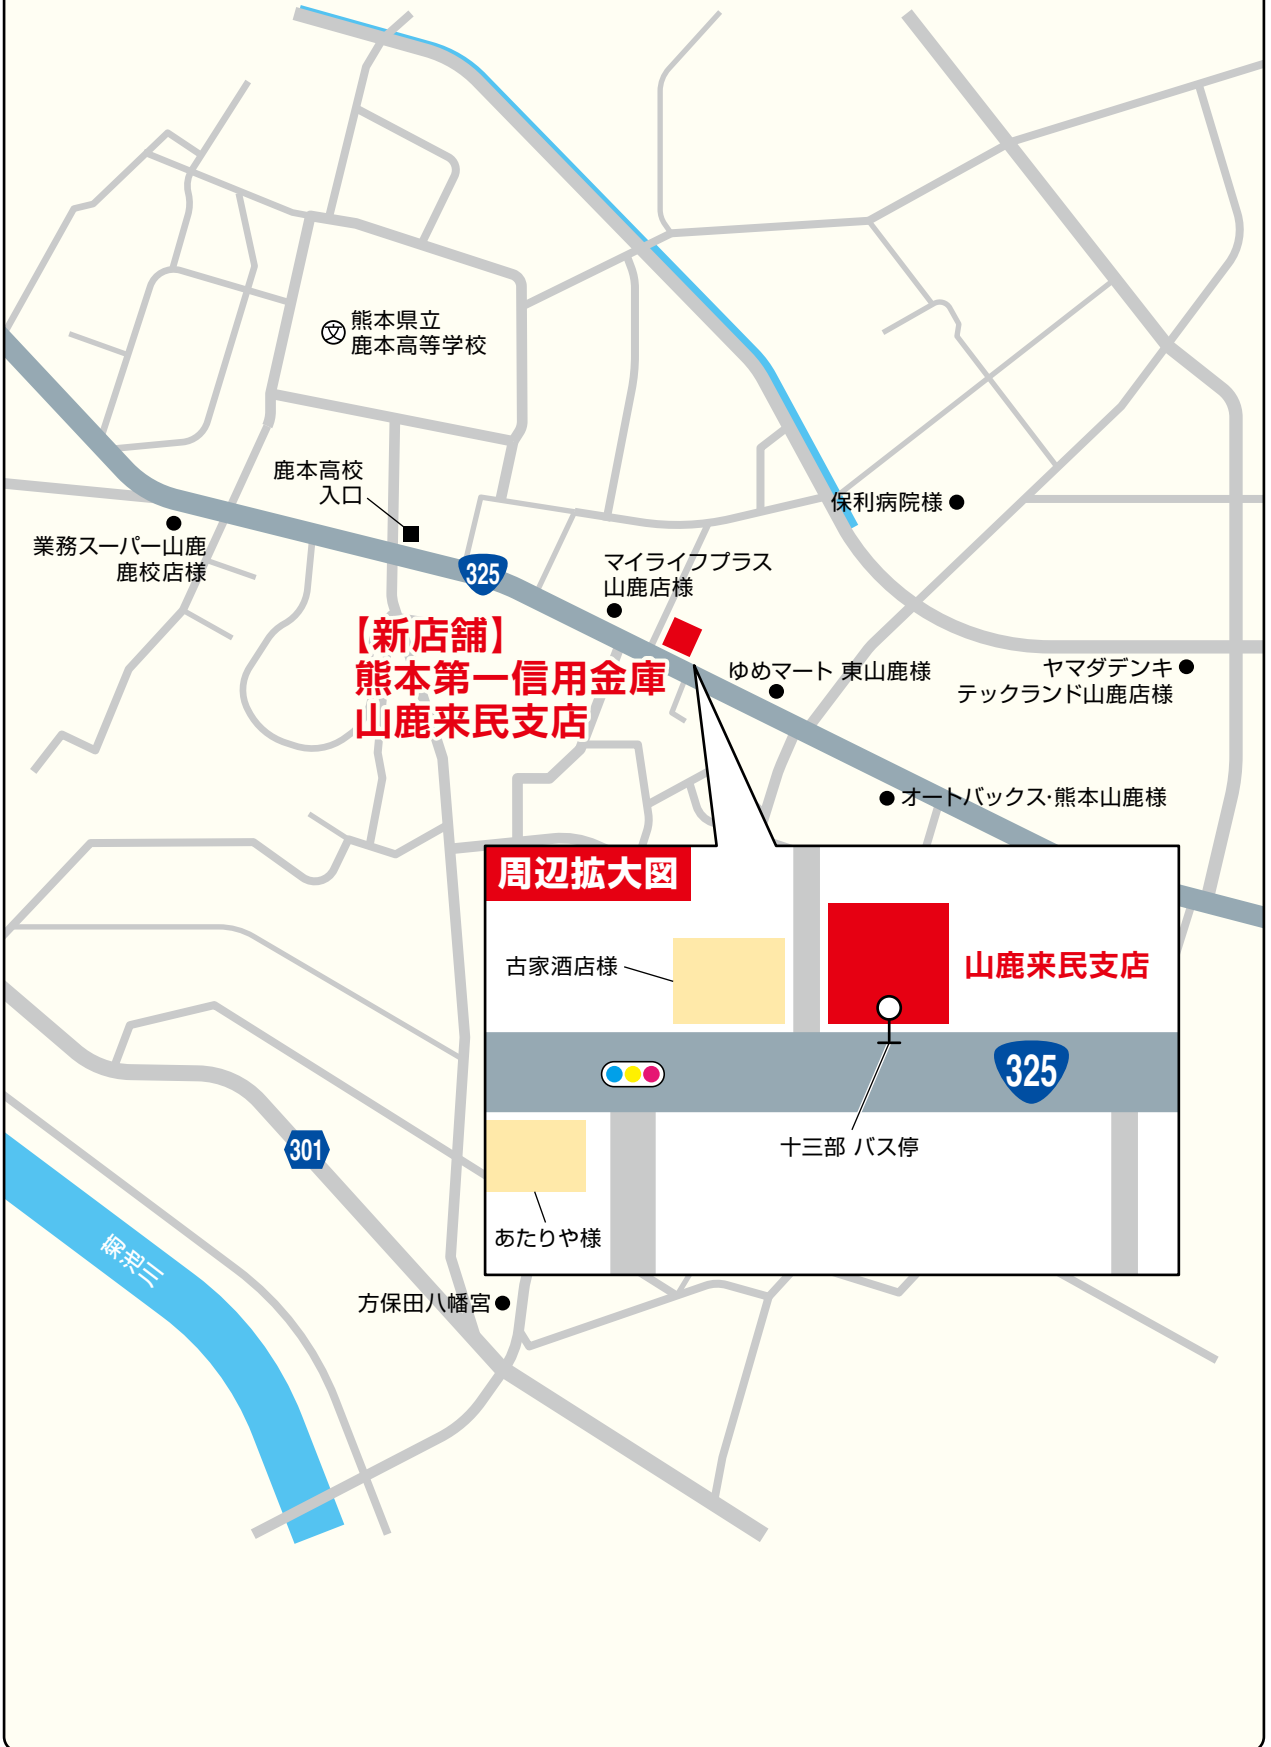 熊本県立
鹿本高等学校
文
鹿本高校
入口
保利病院様
業務スーパー山鹿
鹿校店様
325
マイライフプラス
山鹿店様
【新店舗】
熊本第一信用金庫
山鹿来民支店
ゆめマート 東山鹿様
ヤマダデンキ
テックランド山鹿店様
オートバックス・熊本山鹿様
周辺拡大図
古家酒店様
山鹿来民支店
325
十三部 バス停
あたりや様
301
菊池川
方保田八幡宮